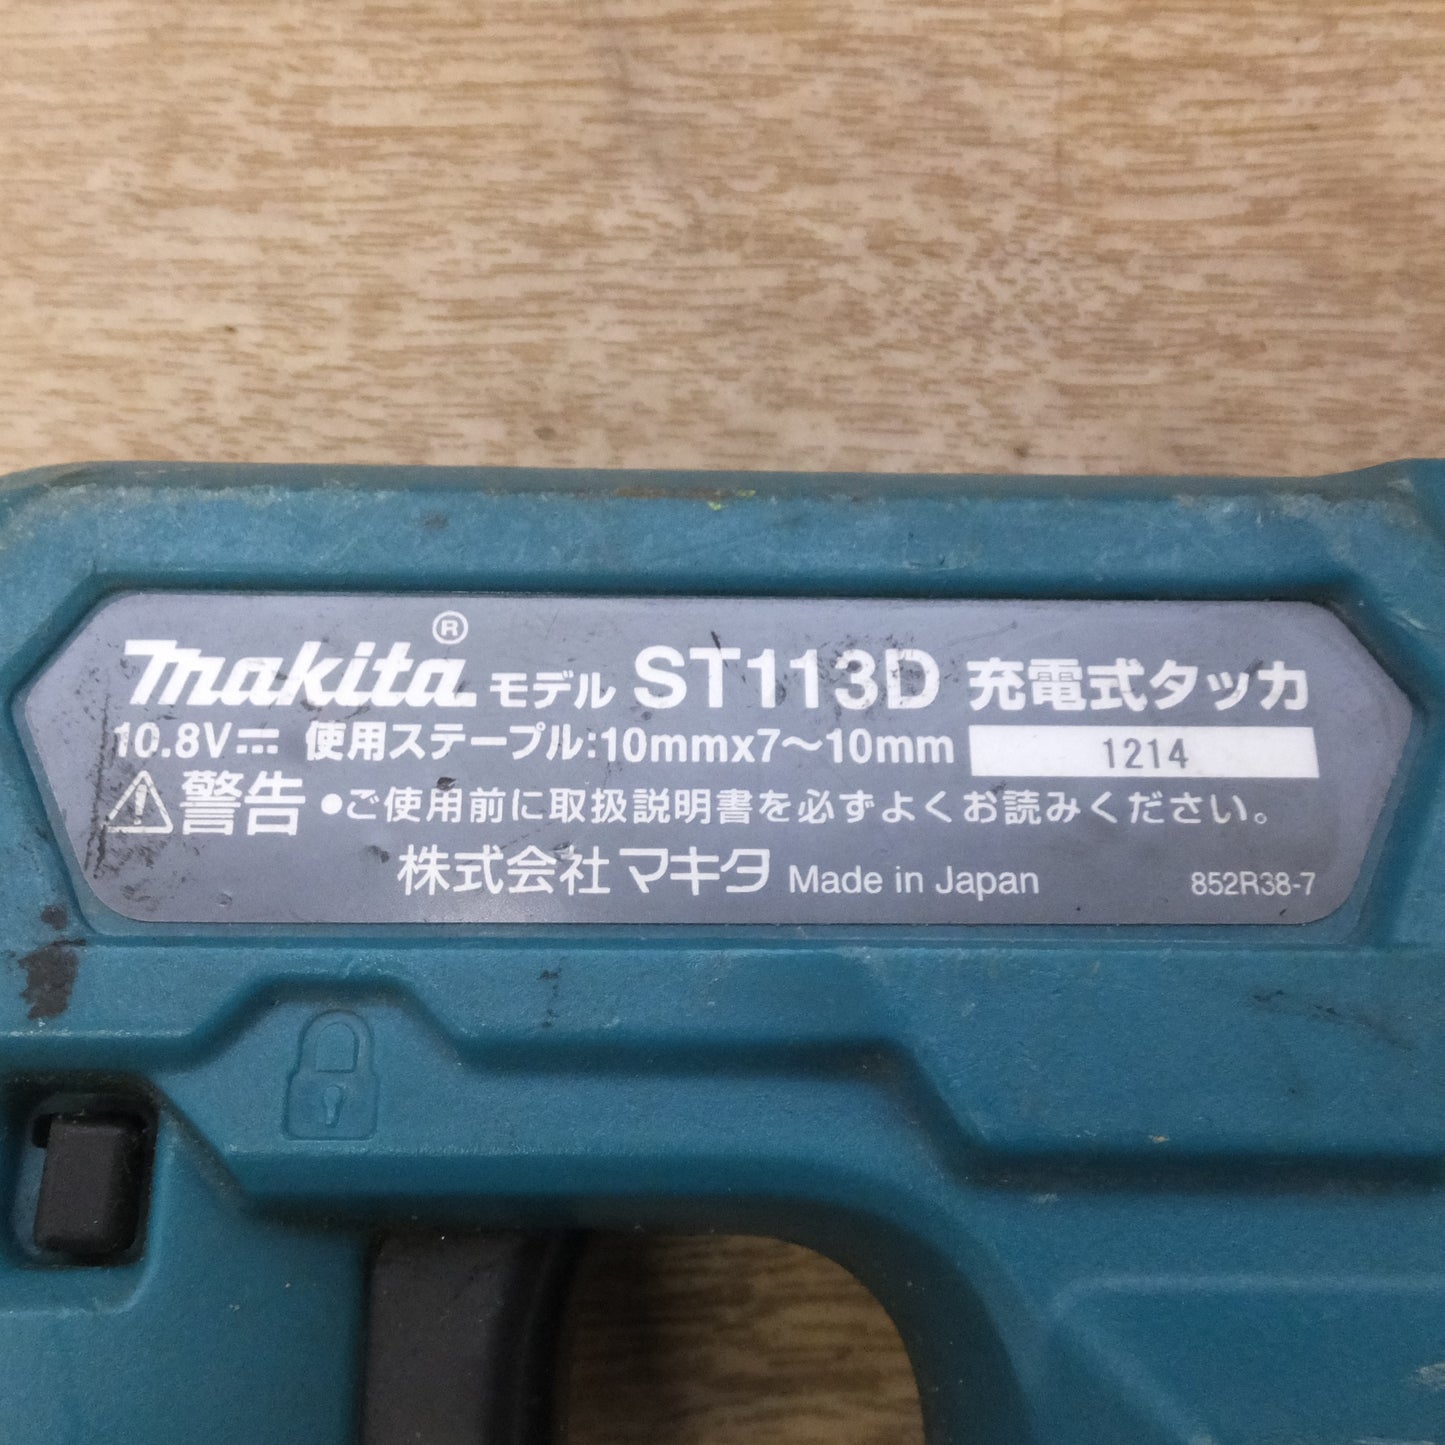 makita® モデル ST113D 充電式タッカ
10.8V⎓ 使用ステープル:10mmx7～10mm 1214
⚠警告 ●ご使用前に取扱説明書を必ずよくお読みください。
株式会社マキタ Made in Japan 852R38-7